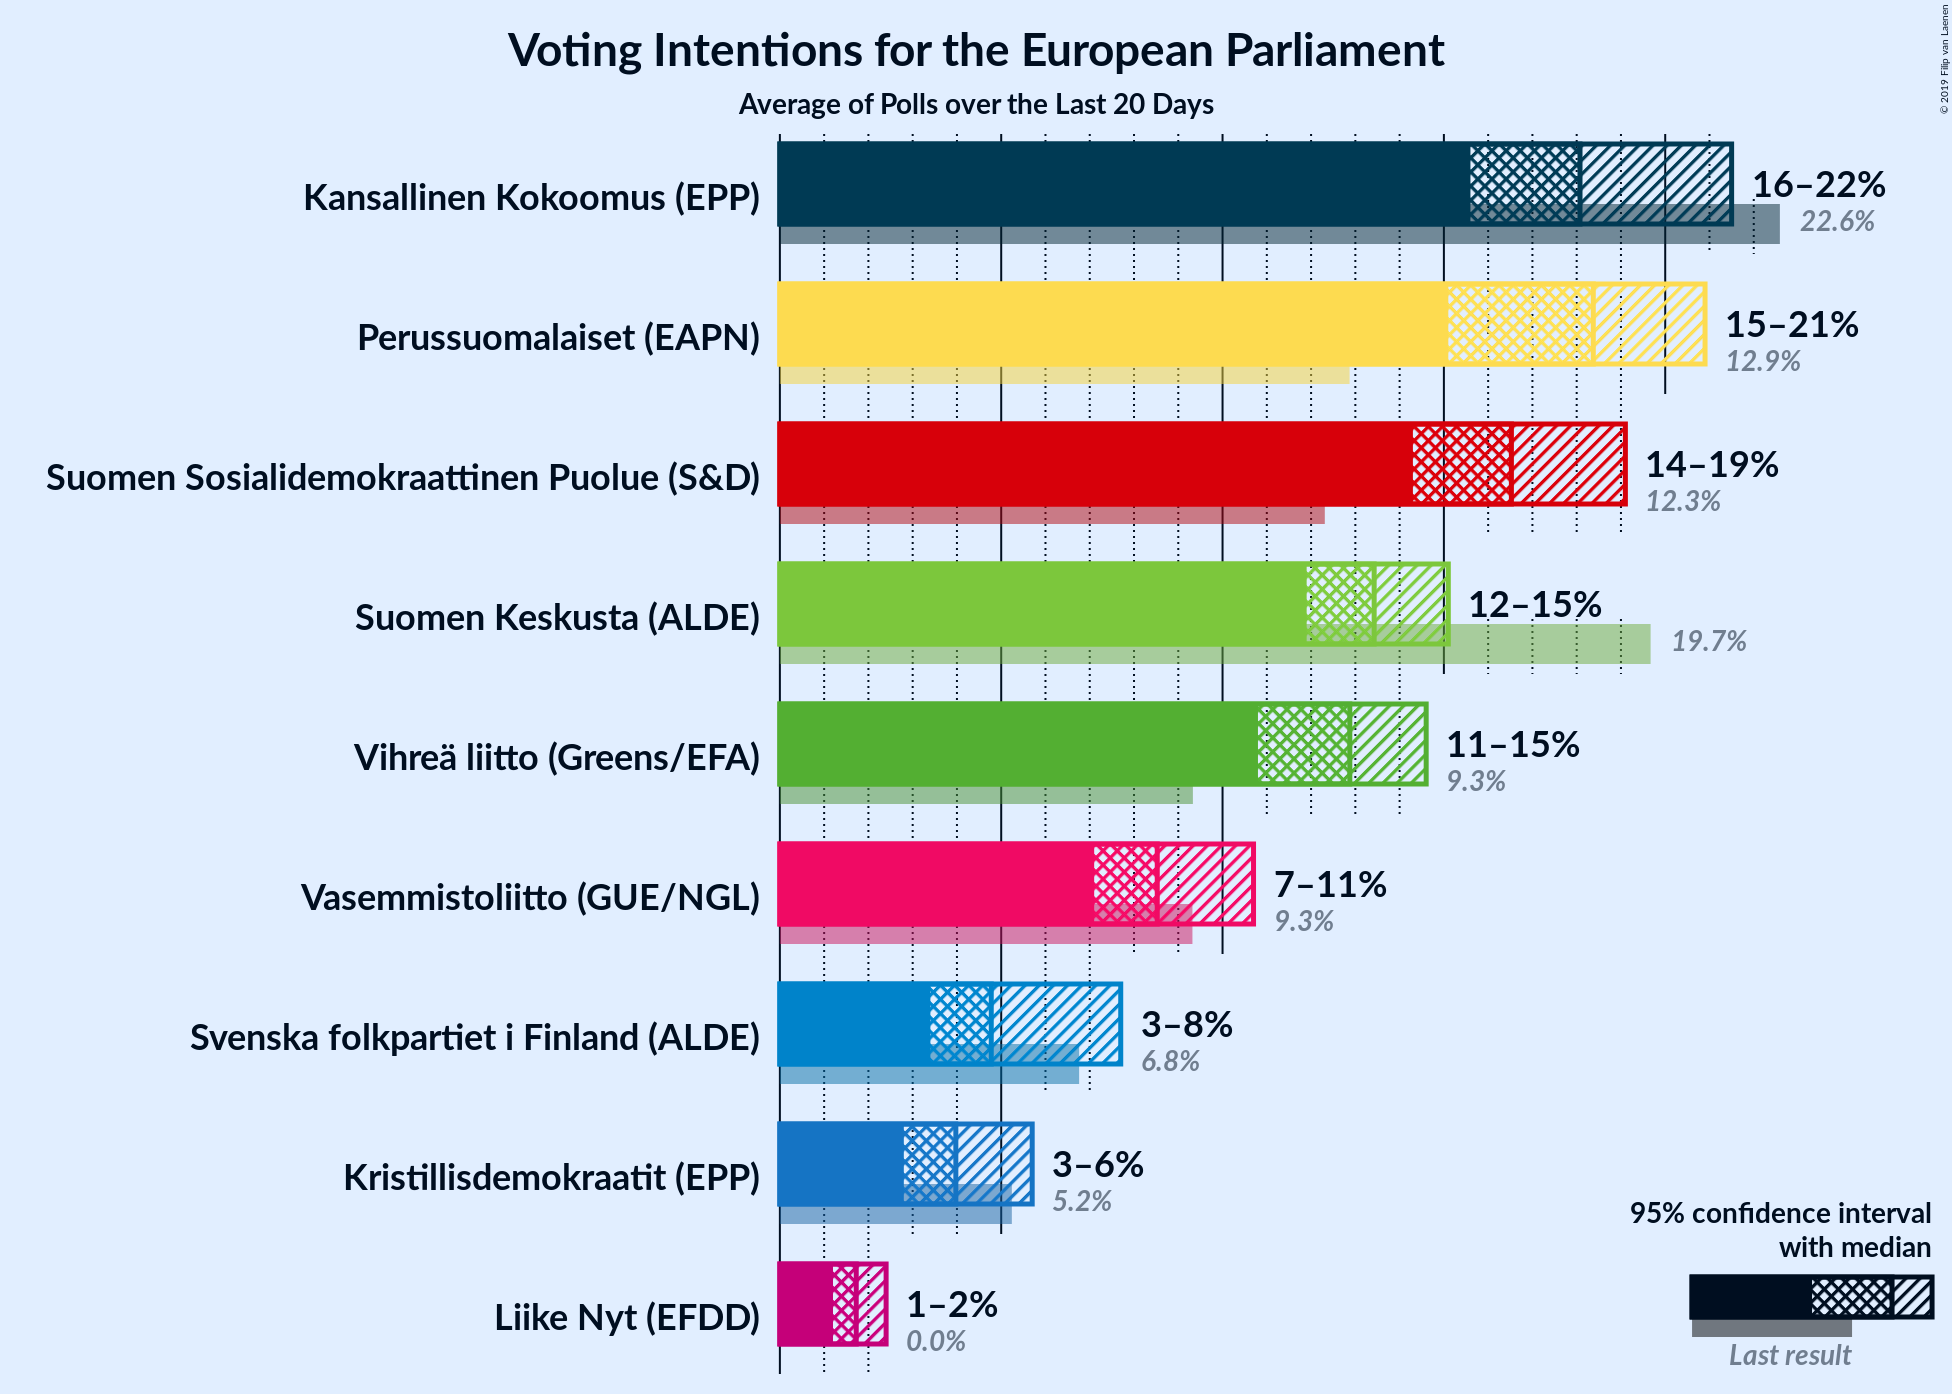 © 2019 Filip van Laenen
Voting Intentions for the European Parliament
Average of Polls over the Last 20 Days
Kansallinen Kokoomus (EPP)
16–22%
22.6%
Perussuomalaiset (EAPN)
15–21%
12.9%
Suomen Sosialidemokraattinen Puolue (S&D)
14–19%
12.3%
Suomen Keskusta (ALDE)
12–15%
19.7%
Vihreä liitto (Greens/EFA)
11–15%
9.3%
Vasemmistoliitto (GUE/NGL)
7–11%
9.3%
Svenska folkpartiet i Finland (ALDE)
3–8%
6.8%
Kristillisdemokraatit (EPP)
3–6%
5.2%
Liike Nyt (EFDD)
1–2%
0.0%
95% confidence interval
with median
Last result